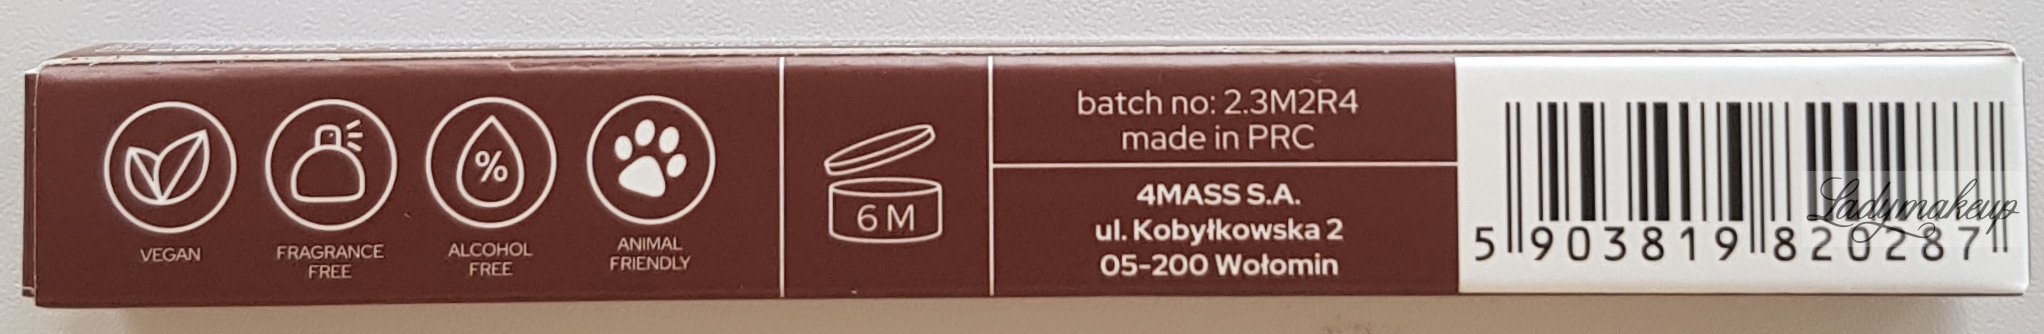 VEGAN
FRAGRANCE
FREE
%
ALCOHOL
FREE
ANIMAL
FRIENDLY
6 M
batch no: 2.3M2R4
made in PRC
4MASS S.A.
ul. Kobyłkowska 2
05-200 Wołomin
5 903819 820287
Ladymakeup